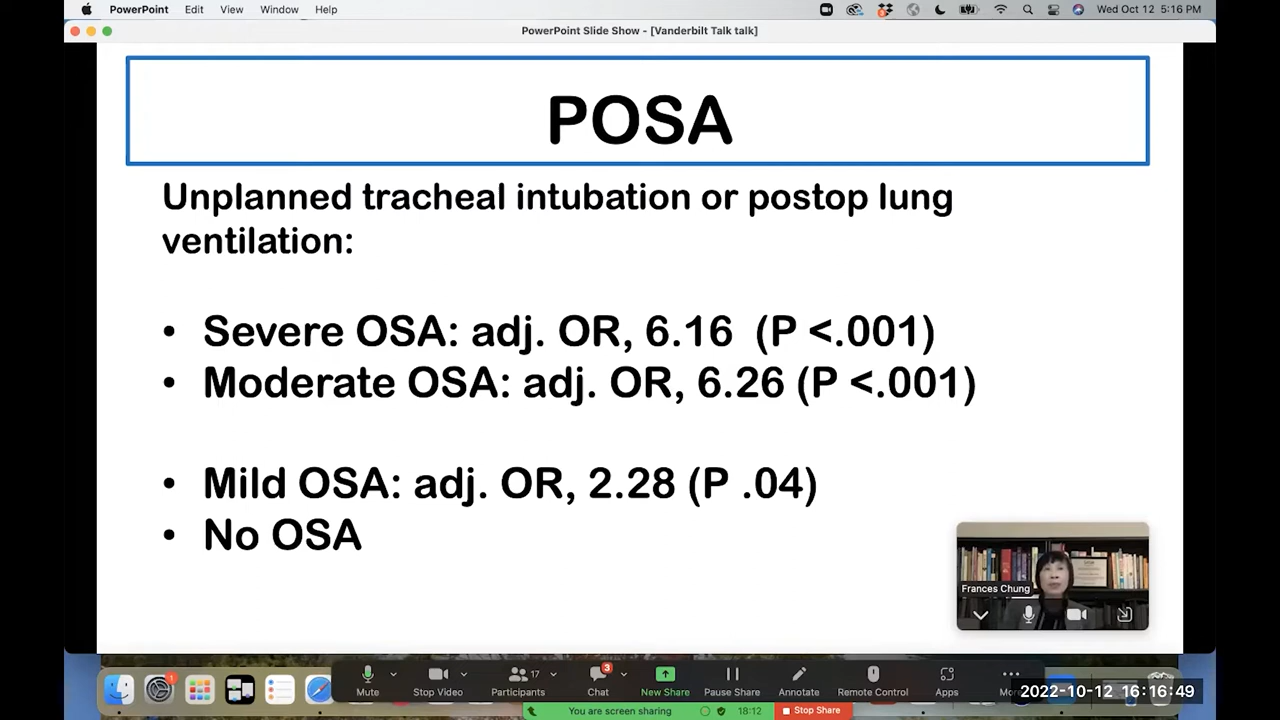 PowerPoint File Edit View Window Help Wed Oct 12 5:16 PM
PowerPoint Slide Show - [Vanderbilt Talk talk]
POSA
Unplanned tracheal intubation or postop lung
ventilation:
• Severe OSA: adj. OR, 6.16 (P <.001)
• Moderate OSA: adj. OR, 6.26 (P <.001)
• Mild OSA: adj. OR, 2.28 (P .04)
• No OSA
Frances Chung
3 17
1
Mute Stop Video Participants Chat New Share Pause Share Annotate Remote Control Apps
2022-10-12 16:16:49
You are screen sharing 18:12 Stop Share